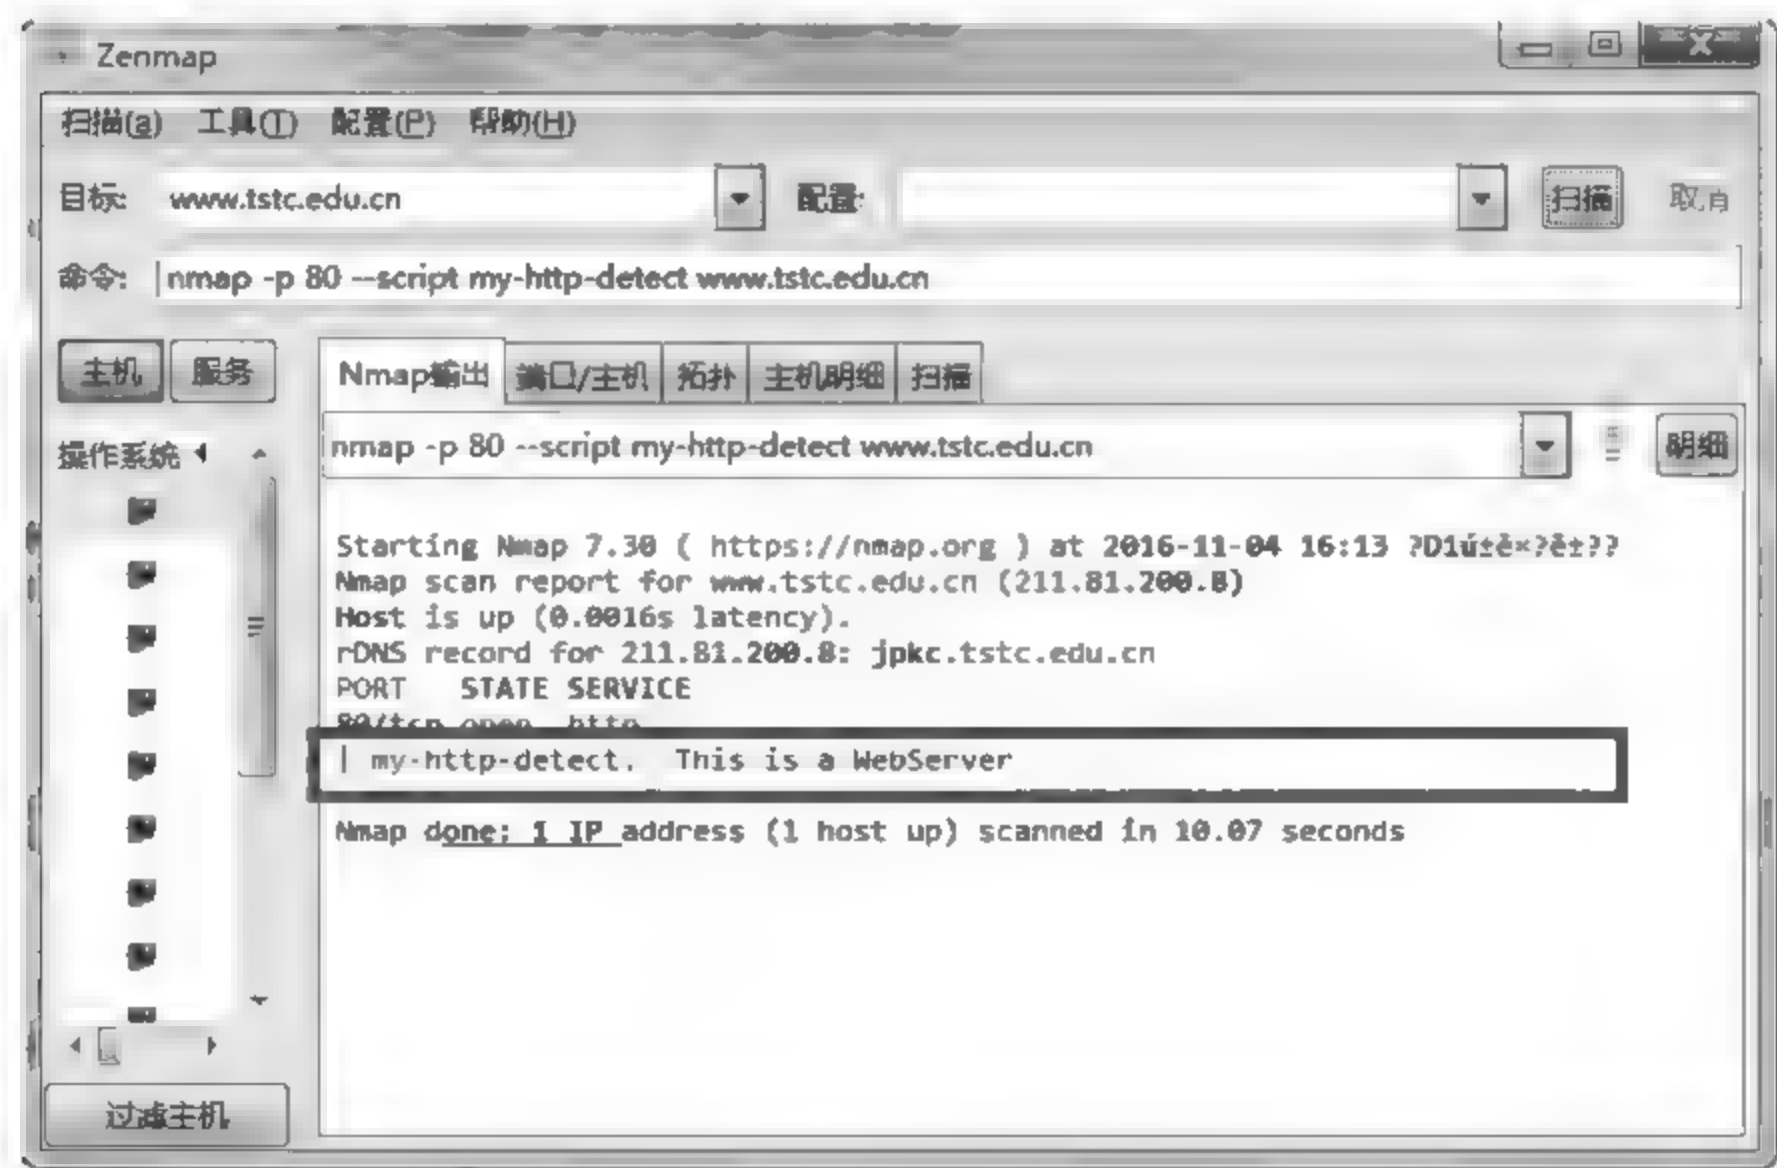 Zenmap
扫描(a) 工具(T) 配置(P) 帮助(H)
目标: www.tstc.edu.cn 配置: 扫描
命令: nmap -p 80 --script my-http-detect www.tstc.edu.cn
主机 服务 Nmap输出 端口/主机 拓扑 主机明细 扫描
操作系统 nmap -p 80 --script my-http-detect www.tstc.edu.cn 明细
Starting Nmap 7.30 ( https://nmap.org ) at 2016-11-04 16:13
Nmap scan report for www.tstc.edu.cn (211.81.200.8)
Host is up (0.0016s latency).
rDNS record for 211.81.200.8: jpkc.tstc.edu.cn
PORT STATE SERVICE
80/tcp open http
| my-http-detect. This is a WebServer
Nmap done: 1 IP address (1 host up) scanned in 10.07 seconds
过滤主机